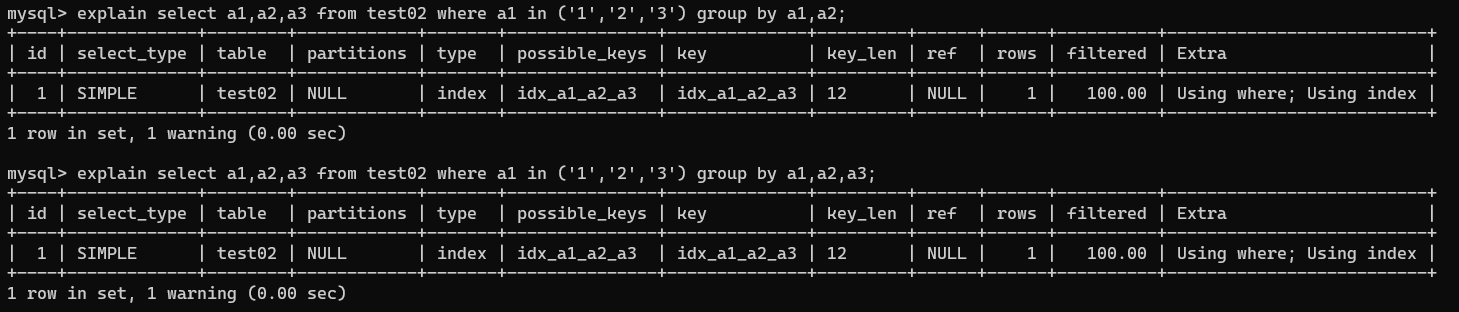 mysql> explain select a1,a2,a3 from test02 where a1 in ('1','2','3') group by a1,a2;
+----+-------------+--------+------------+-------+---------------+-------------+---------+------+------+----------+--------------------------+
| id | select_type | table  | partitions | type  | possible_keys | key         | key_len | ref  | rows | filtered | Extra                    |
+----+-------------+--------+------------+-------+---------------+-------------+---------+------+------+----------+--------------------------+
|  1 | SIMPLE      | test02 | NULL       | index | idx_a1_a2_a3  | idx_a1_a2_a3 | 12      | NULL |    1 |   100.00 | Using where; Using index |
+----+-------------+--------+------------+-------+---------------+-------------+---------+------+------+----------+--------------------------+
1 row in set, 1 warning (0.00 sec)

mysql> explain select a1,a2,a3 from test02 where a1 in ('1','2','3') group by a1,a2,a3;
+----+-------------+--------+------------+-------+---------------+-------------+---------+------+------+----------+--------------------------+
| id | select_type | table  | partitions | type  | possible_keys | key         | key_len | ref  | rows | filtered | Extra                    |
+----+-------------+--------+------------+-------+---------------+-------------+---------+------+------+----------+--------------------------+
|  1 | SIMPLE      | test02 | NULL       | index | idx_a1_a2_a3  | idx_a1_a2_a3 | 12      | NULL |    1 |   100.00 | Using where; Using index |
+----+-------------+--------+------------+-------+---------------+-------------+---------+------+------+----------+--------------------------+
1 row in set, 1 warning (0.00 sec)